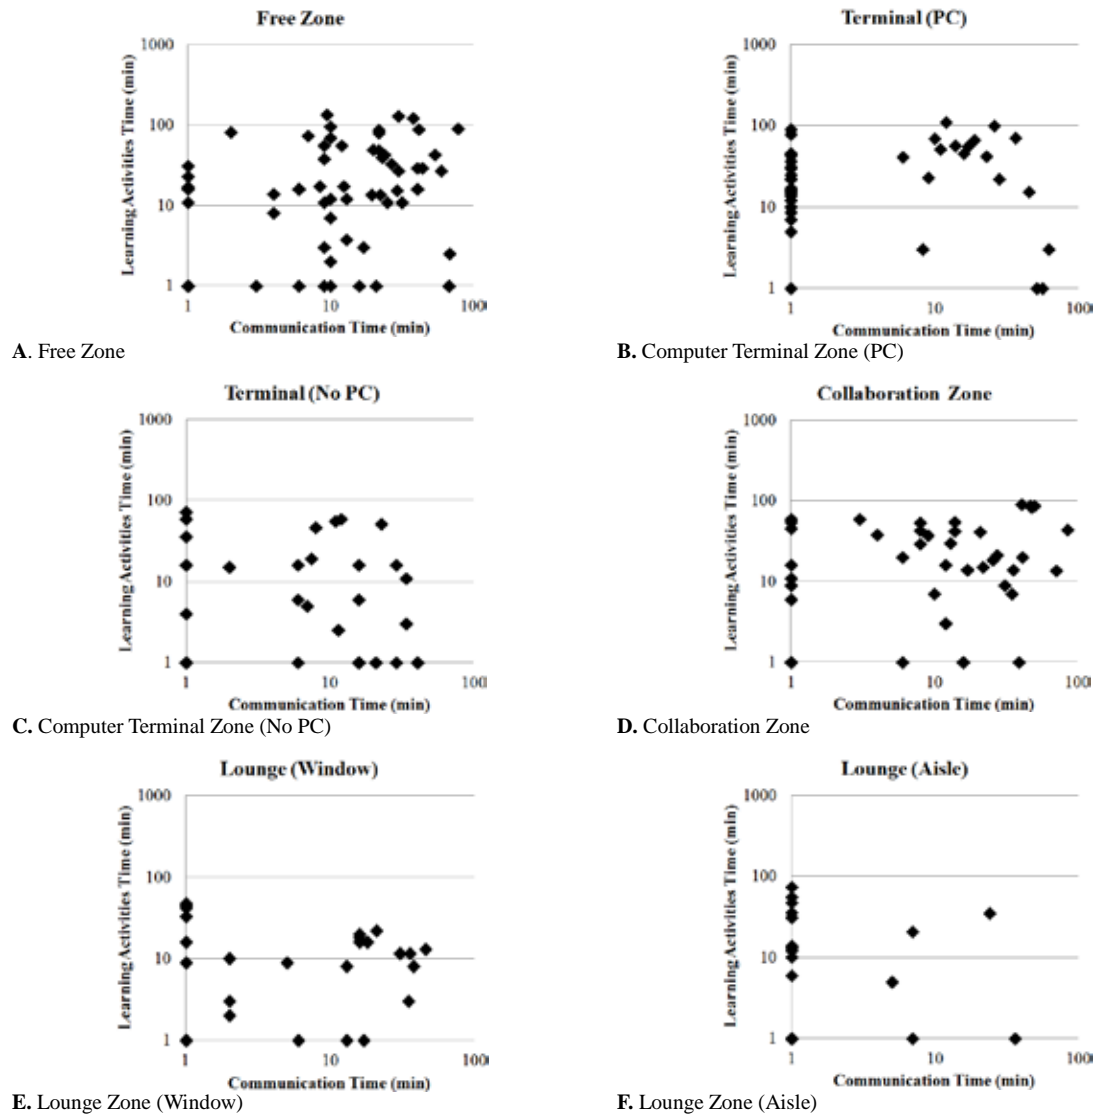 Free Zone
Terminal (PC)
1000
100
10
1
1
10
100
Learning Activities Time (min)
Communication Time (min)
1000
100
10
1
1
10
100
Learning Activities Time (min)
Communication Time (min)
A. Free Zone
B. Computer Terminal Zone (PC)
Terminal (No PC)
Collaboration Zone
1000
100
10
1
1
10
100
Learning Activities Time (min)
Communication Time (min)
1000
100
10
1
1
10
100
Learning Activities Time (min)
Communication Time (min)
C. Computer Terminal Zone (No PC)
D. Collaboration Zone
Lounge (Window)
Lounge (Aisle)
1000
100
10
1
1
10
100
Learning Activities Time (min)
Communication Time (min)
1000
100
10
1
1
10
100
Learning Activities Time (min)
Communication Time (min)
E. Lounge Zone (Window)
F. Lounge Zone (Aisle)